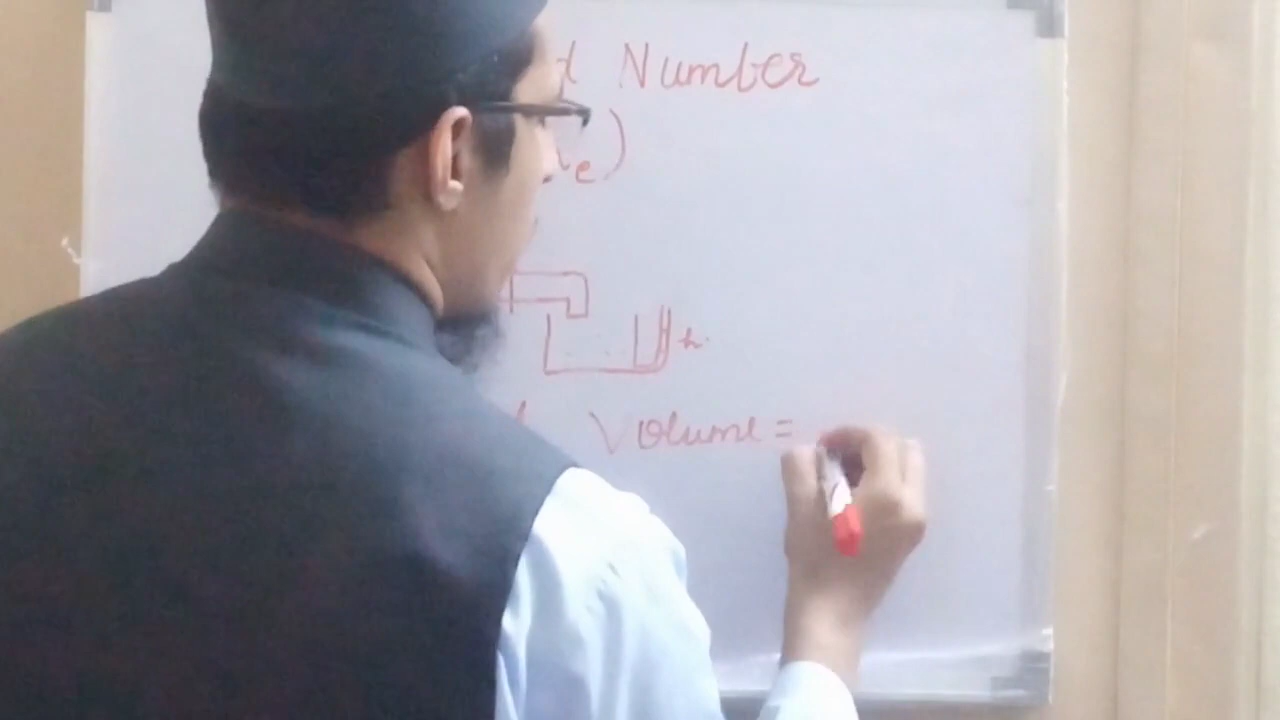 Number
e)
h
Volume =